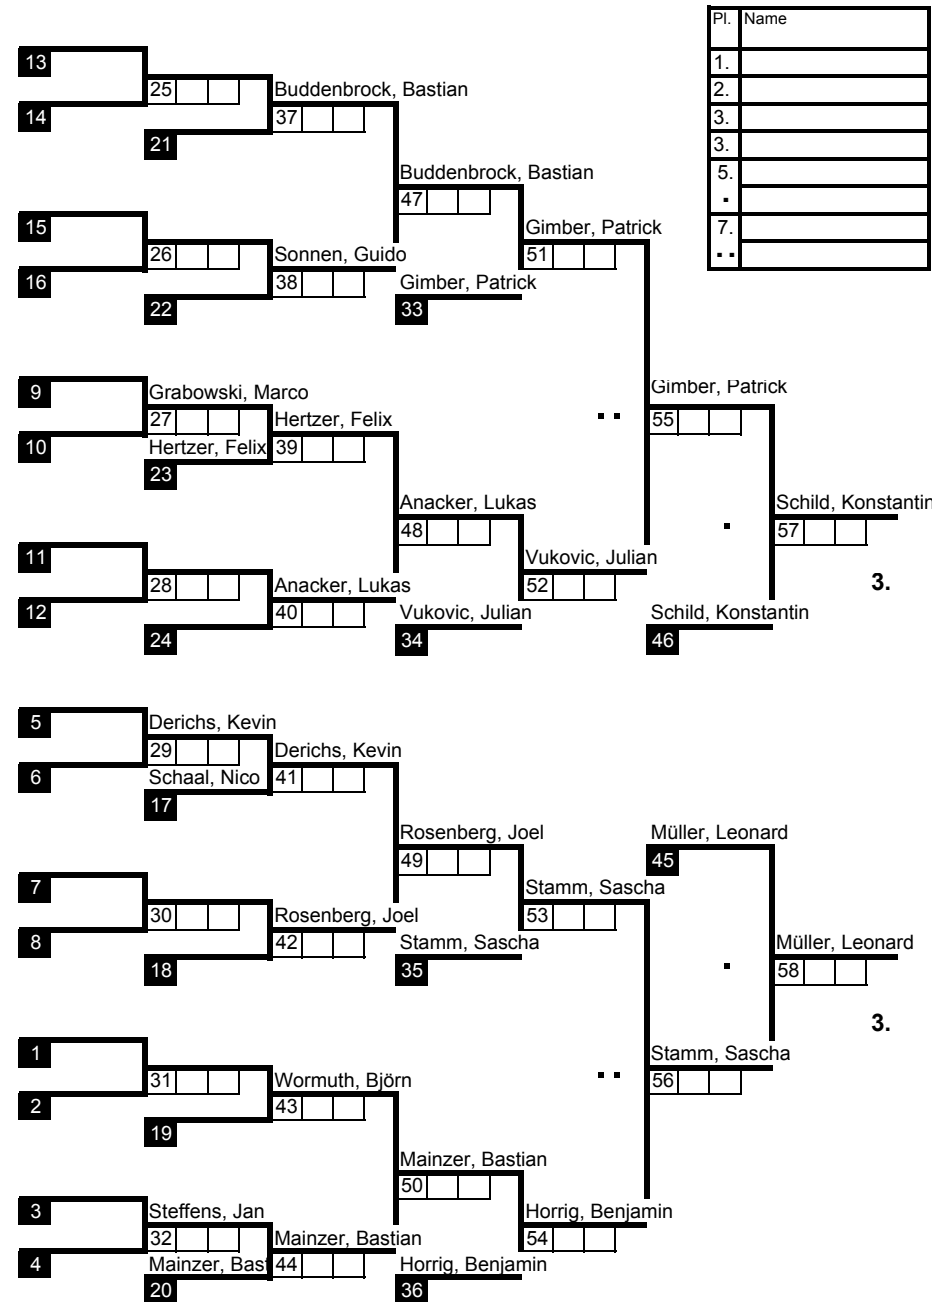 Pl. Name
1.
2.
3.
3.
5.
.
7.
..
13
25
Buddenbrock, Bastian
14
37
21
Buddenbrock, Bastian
47
15
Gimber, Patrick
26
Sonnen, Guido
51
16
38
Gimber, Patrick
22
33
9
Grabowski, Marco
Gimber, Patrick
27
Hertzer, Felix
..
55
10
Hertzer, Felix
39
23
Anacker, Lukas
Schild, Konstantin
48
.
57
11
Vukovic, Julian
28
Anacker, Lukas
52
3.
12
40
Vukovic, Julian
Schild, Konstantin
24
34
46
5
Derichs, Kevin
29
Derichs, Kevin
6
Schaal, Nico
41
17
Rosenberg, Joel
Müller, Leonard
49
45
7
Stamm, Sascha
30
Rosenberg, Joel
53
8
42
Stamm, Sascha
Müller, Leonard
18
35
.
58
3.
1
Stamm, Sascha
31
Wormuth, Björn
..
56
2
43
19
Mainzer, Bastian
50
3
Steffens, Jan
Horrig, Benjamin
32
Mainzer, Bastian
54
4
Mainzer, Bast
44
Horrig, Benjamin
20
36